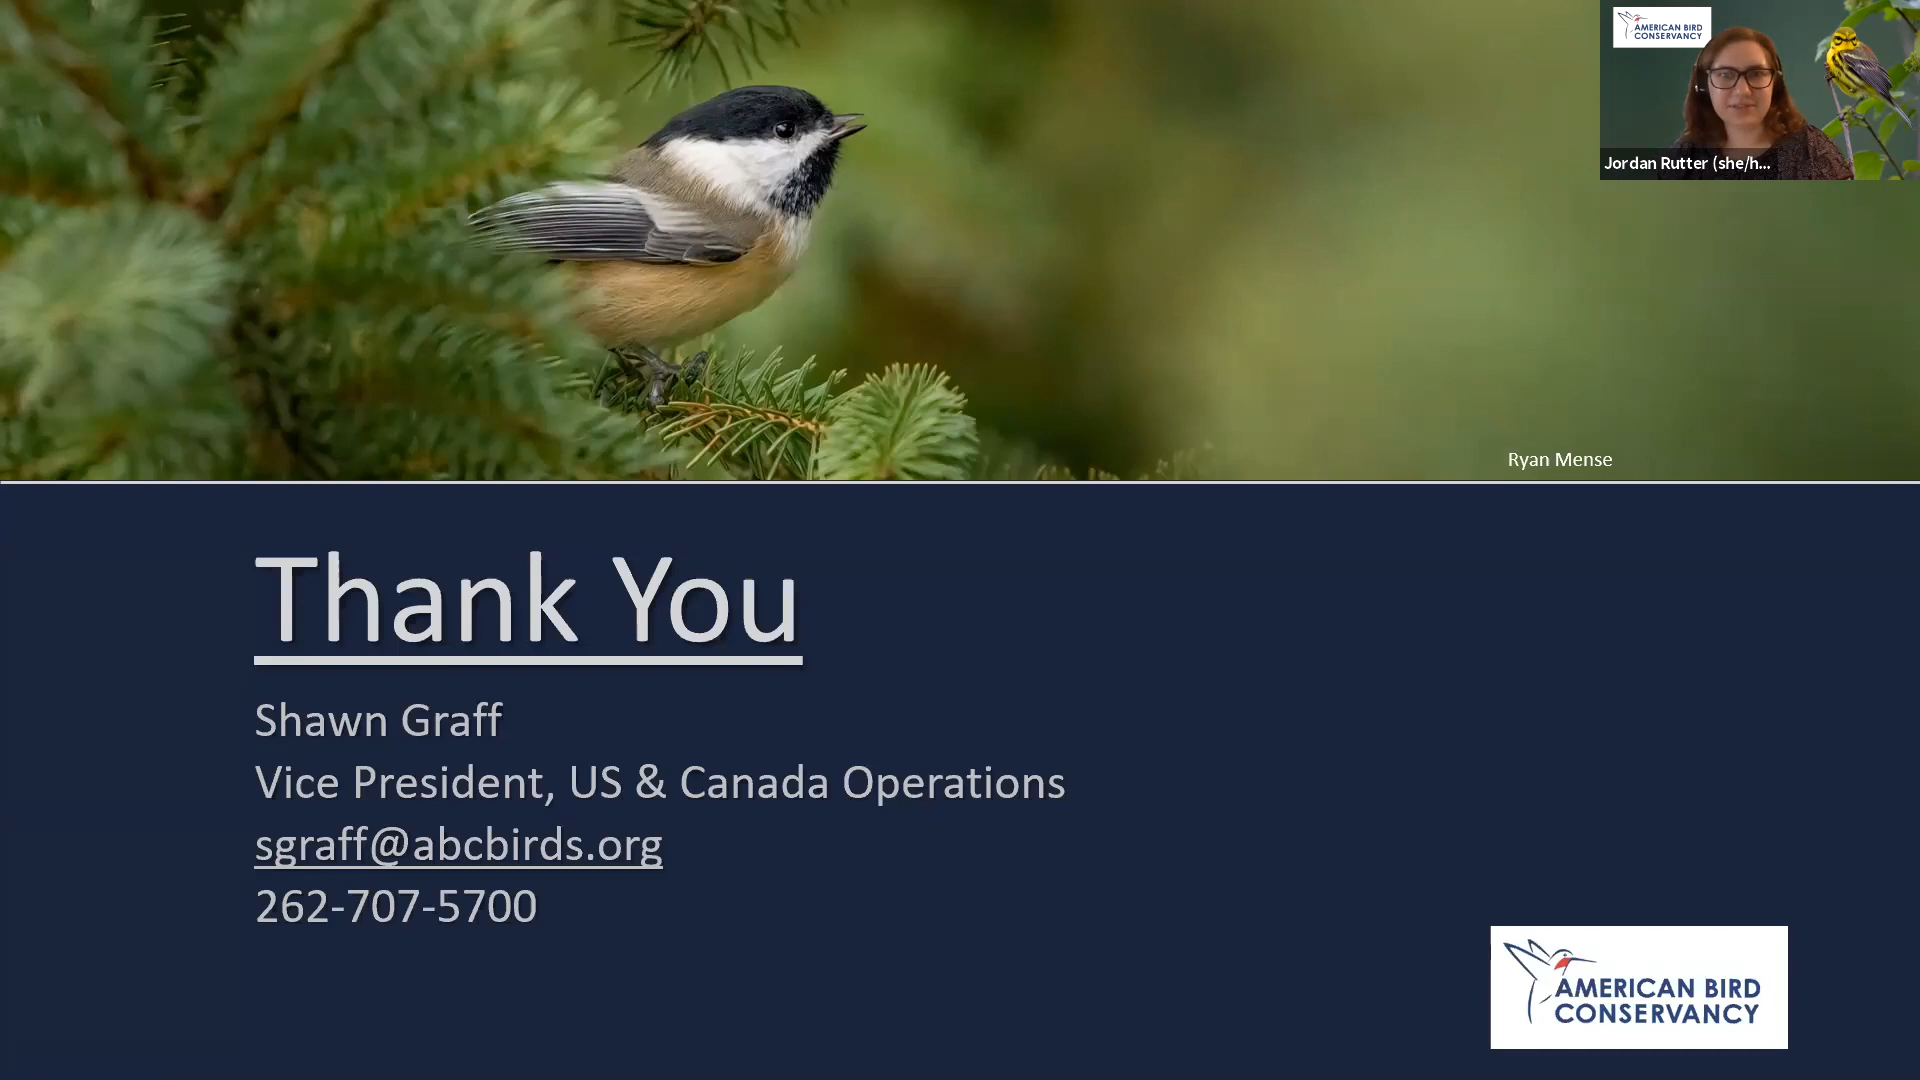 AMERICAN BIRD
CONSERVANCY
Jordan Rutter (she/h...
Ryan Mense
Thank You
Shawn Graff
Vice President, US & Canada Operations
sgraff@abcbirds.org
262-707-5700
AMERICAN BIRD
CONSERVANCY